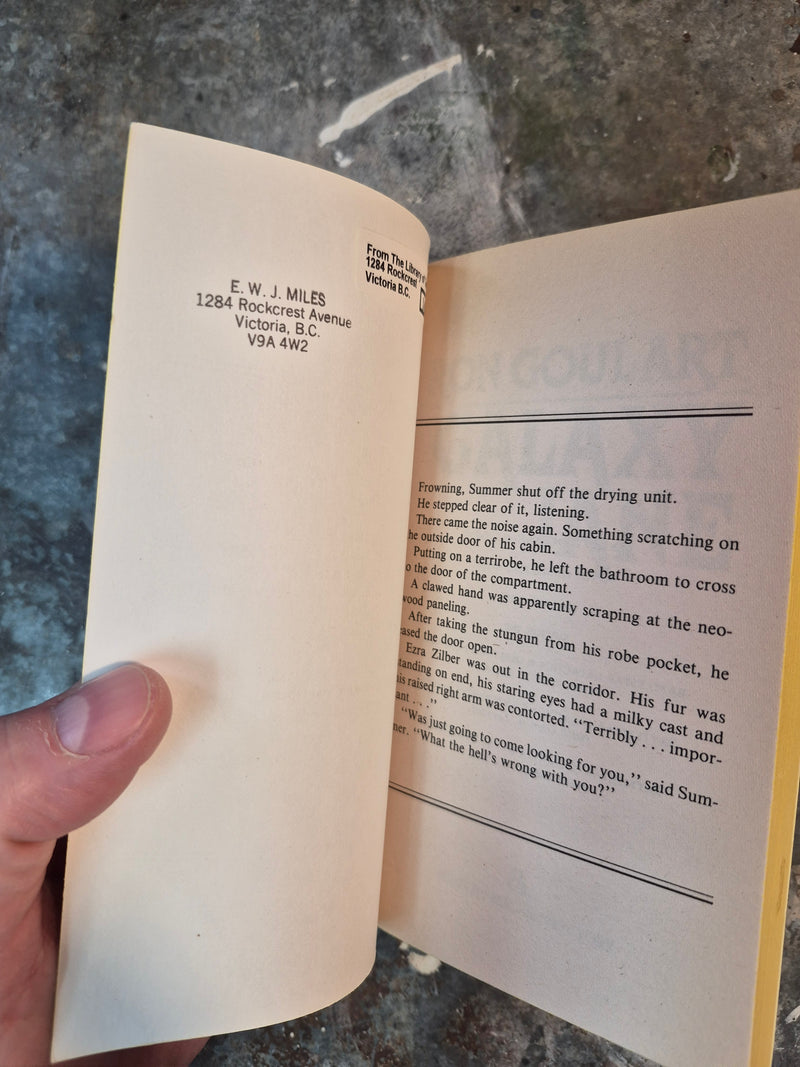 E. W. J. MILES
1284 Rockcrest Avenue
Victoria, B.C.
V9A 4W2
From The Library
1284 Rockcrest
Victoria B.C.
RON GOULART
GALAXY
Frowning, Summer shut off the drying unit.
He stepped clear of it, listening.
There came the noise again. Something scratching on
he outside door of his cabin.
Putting on a terrirobe, he left the bathroom to cross
o the door of the compartment.
A clawed hand was apparently scraping at the neo-
wood paneling.
After taking the stungun from his robe pocket, he
eased the door open.
Ezra Zilber was out in the corridor. His fur was
tanding on end, his staring eyes had a milky cast and
his raised right arm was contorted. “Terribly . . . impor-
ant . . .”
“Was just going to come looking for you,” said Sum-
mer. “What the hell’s wrong with you?”